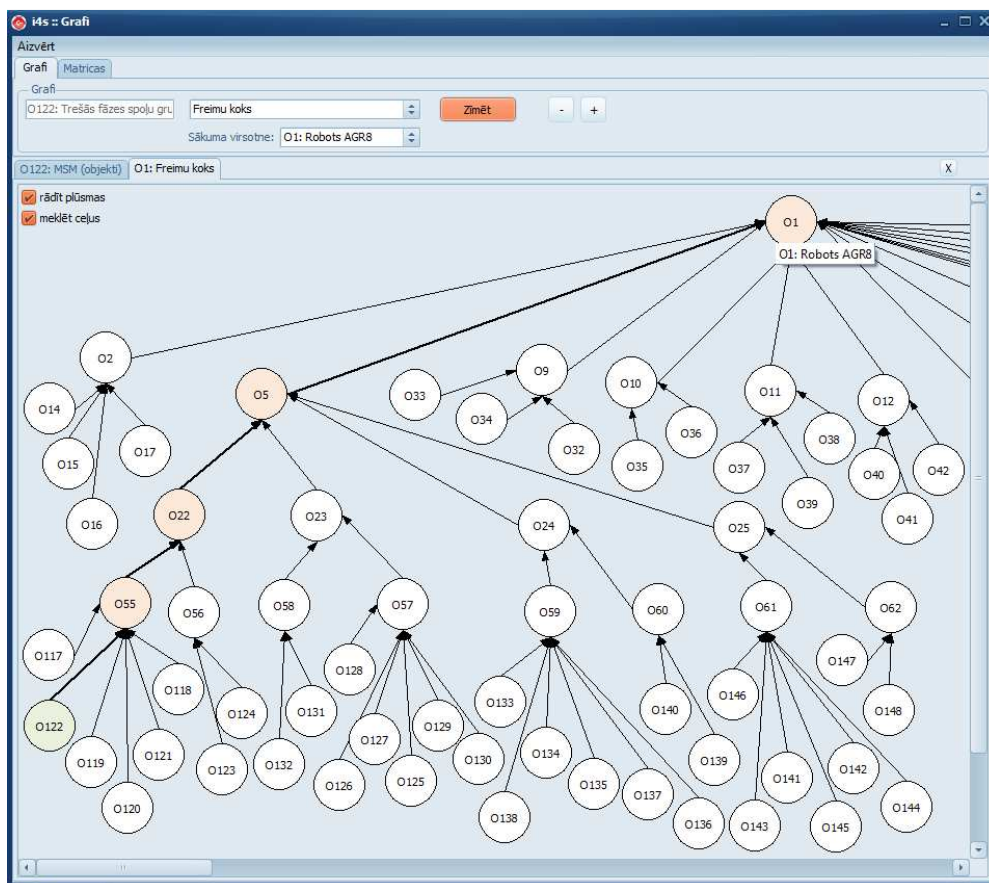 i4s :: Grafi
Aizvērt
Grafi Matricas
Grafi
O122: Trešās fāzes spoļu gru Freimu koks Zīmēt - +
Sākuma virsotne: O1: Robots AGR8
O122: MSM (objekti) O1: Freimu koks X
rādīt plūsmas
meklēt ceļus
O1
O1: Robots AGR8
O2
O5
O9
O10
O11
O12
O14
O33
O34
O36
O38
O15
O17
O32
O35
O37
O39
O40
O42
O16
O22
O23
O24
O25
O41
O55
O56
O58
O57
O59
O60
O61
O62
O117
O128
O147
O122
O118
O124
O131
O133
O140
O146
O148
O119
O121
O123
O132
O127
O129
O130
O134
O139
O141
O142
O120
O126
O125
O138
O135
O137
O136
O143
O145
O144